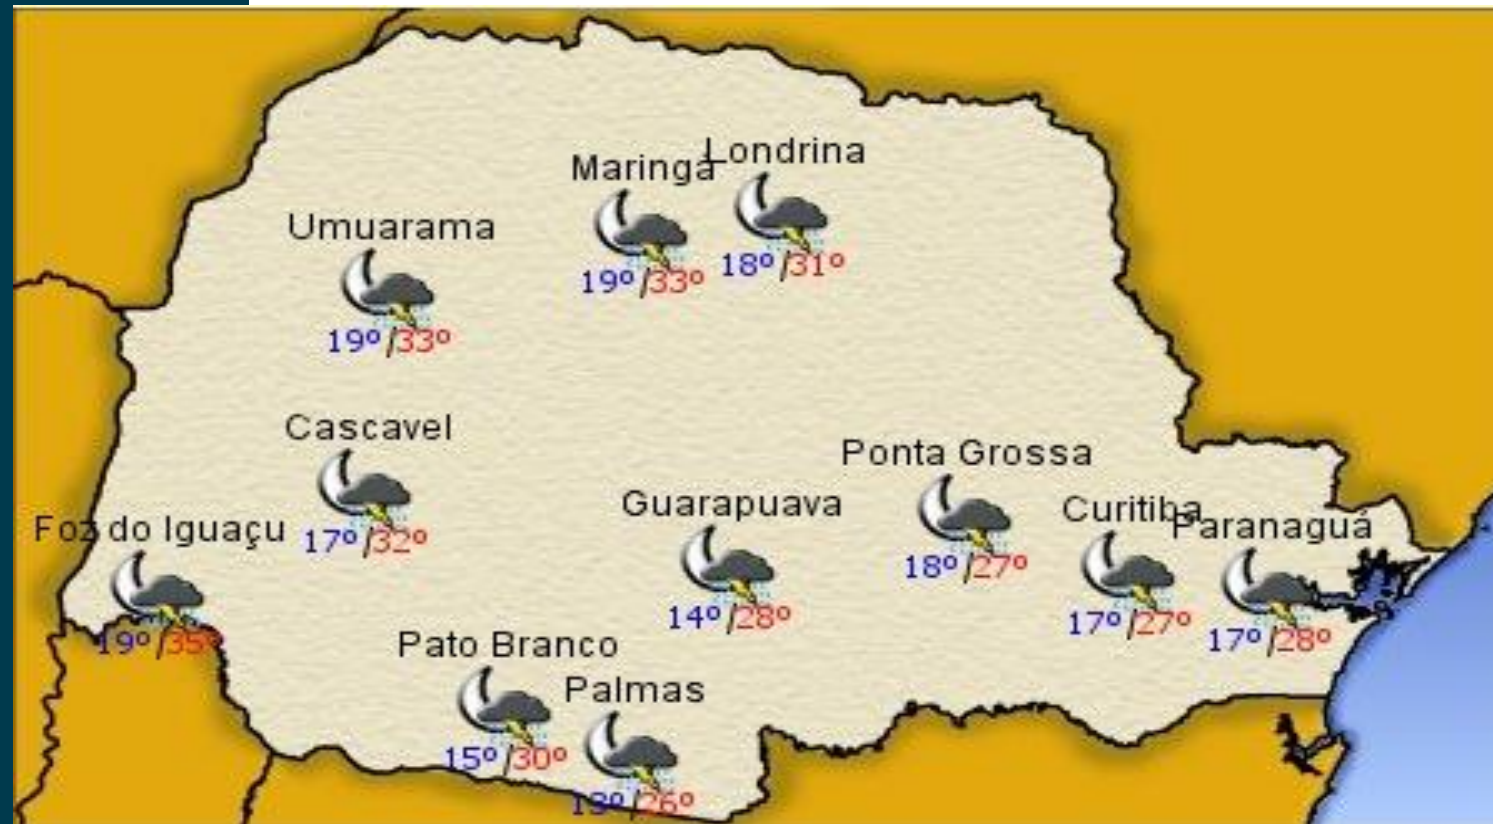 Londrina
18º/31º
Maringá
19º/33º
Umuarama
19º/33º
Cascavel
17º/32º
Ponta Grossa
18º/27º
Guarapuava
14º/28º
Curitiba
17º/27º
Paranaguá
17º/28º
Foz do Iguaçu
19º/35º
Pato Branco
15º/30º
Palmas
13º/26º